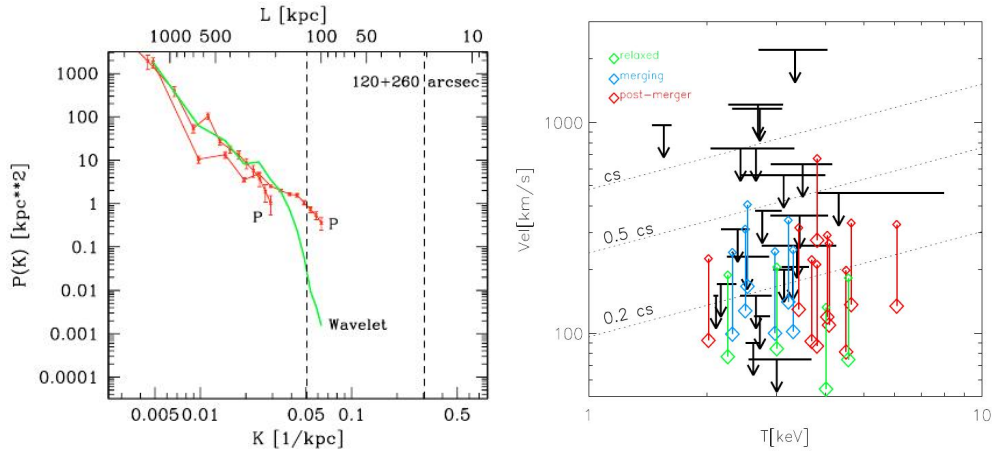 L [kpc]
1000 500 100 50 10
120+260 arcsec
P(K) [kpc**2]
1000
100
10
1
0.1
0.01
0.001
0.0001
P P
Wavelet
0.005 0.01 0.05 0.1 0.5
K [1/kpc]
relaxed
merging
post-merger
Vel[km/s]
1000
100
cs
0.5 cs
0.2 cs
1 10
T[keV]